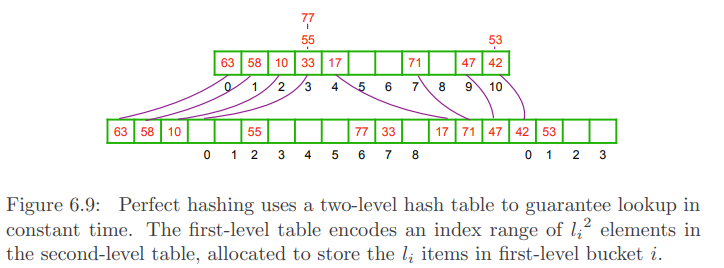 77
55 53
63 58 10 33 17 71 47 42
0 1 2 3 4 5 6 7 8 9 10
63 58 10 55 77 33 17 71 47 42 53
0 1 2 3 4 5 6 7 8 0 1 2 3
Figure 6.9: Perfect hashing uses a two-level hash table to guarantee lookup in
constant time. The first-level table encodes an index range of lᵢ² elements in
the second-level table, allocated to store the lᵢ items in first-level bucket i.